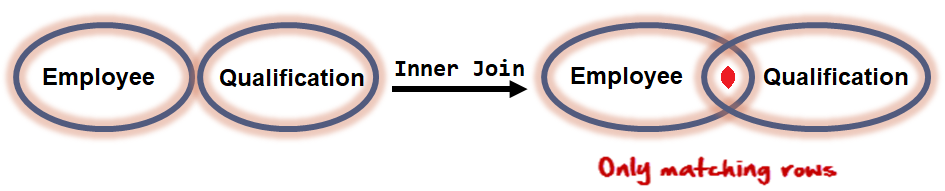 Employee
Qualification
Inner Join
Employee
Qualification
Only matching rows